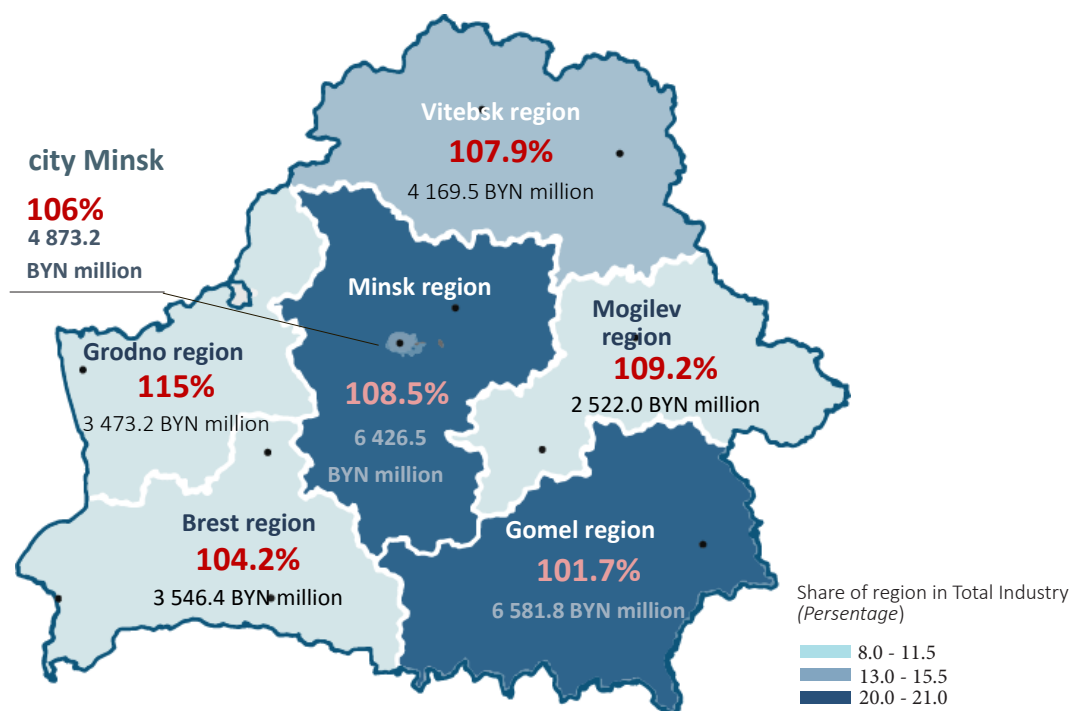 Vitebsk region
107.9%
4 169.5 BYN million
city Minsk
106%
4 873.2
BYN million
Minsk region
108.5%
6 426.5
BYN million
Mogilev
region
109.2%
2 522.0 BYN million
Grodno region
115%
3 473.2 BYN million
Brest region
104.2%
3 546.4 BYN million
Gomel region
101.7%
6 581.8 BYN million
Share of region in Total Industry
(Persentage)
8.0 - 11.5
13.0 - 15.5
20.0 - 21.0